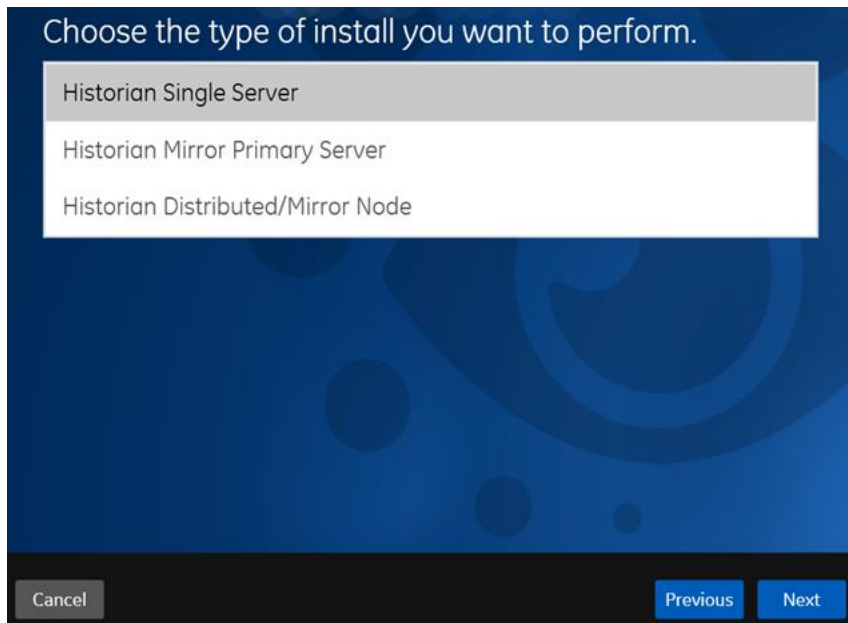 Choose the type of install you want to perform.
Historian Single Server
Historian Mirror Primary Server
Historian Distributed/Mirror Node
Cancel
Previous
Next